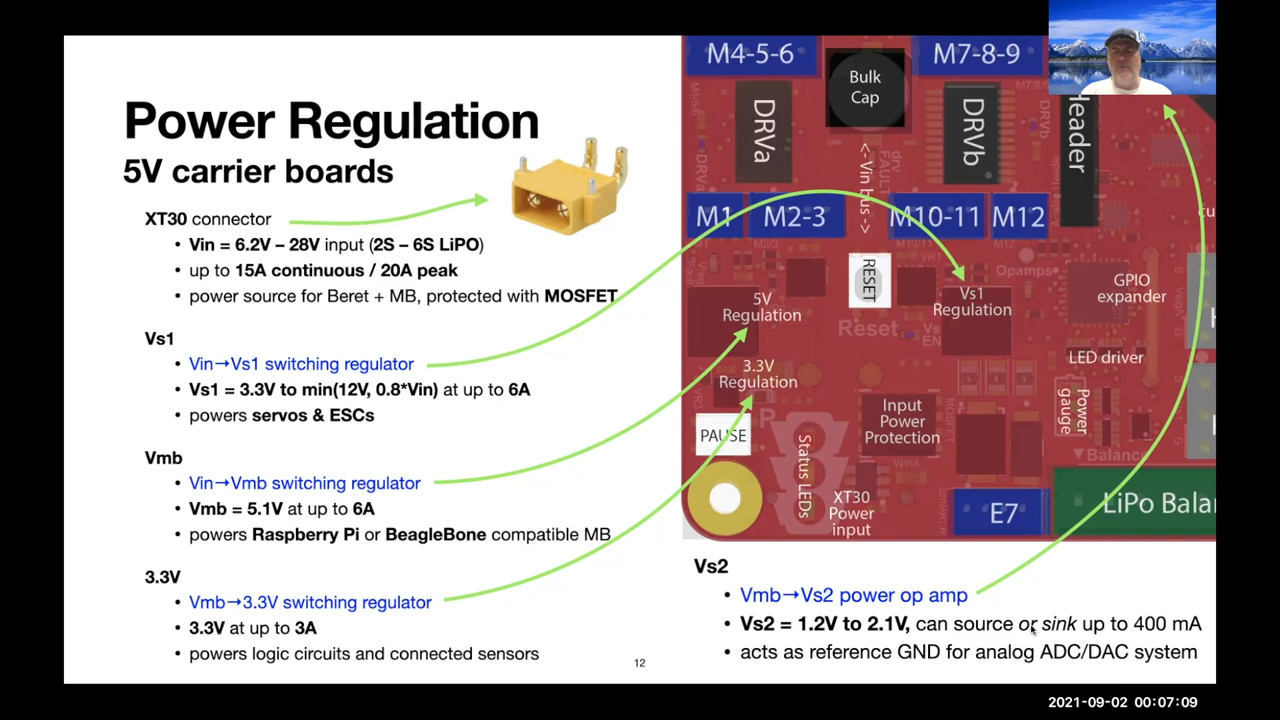 Power Regulation
5V carrier boards
XT30 connector
• Vin = 6.2V – 28V input (2S – 6S LiPO)
• up to 15A continuous / 20A peak
• power source for Beret + MB, protected with MOSFET
Vs1
• Vin→Vs1 switching regulator
• Vs1 = 3.3V to min(12V, 0.8*Vin) at up to 6A
• powers servos & ESCs
Vmb
• Vin→Vmb switching regulator
• Vmb = 5.1V at up to 6A
• powers Raspberry Pi or BeagleBone compatible MB
3.3V
• Vmb→3.3V switching regulator
• 3.3V at up to 3A
• powers logic circuits and connected sensors
12
M4-5-6
Bulk
Cap
M7-8-9
DRVa
DRVb
Header
<- Vin bus ->
drv
FAULT
M1
M2-3
M10-11
M12
RESET
Reset
Opamps
5V
Regulation
Vs1
Regulation
GPIO
expander
3.3V
Regulation
LED driver
Power
gauge
PAUSE
Status LEDs
Input
Power
Protection
MOSFET
▼Balance
Vprot
XT30
Power
input
E7
LiPo Balan
Vs2
• Vmb→Vs2 power op amp
• Vs2 = 1.2V to 2.1V, can source or sink up to 400 mA
• acts as reference GND for analog ADC/DAC system
2021-09-02 00:07:09